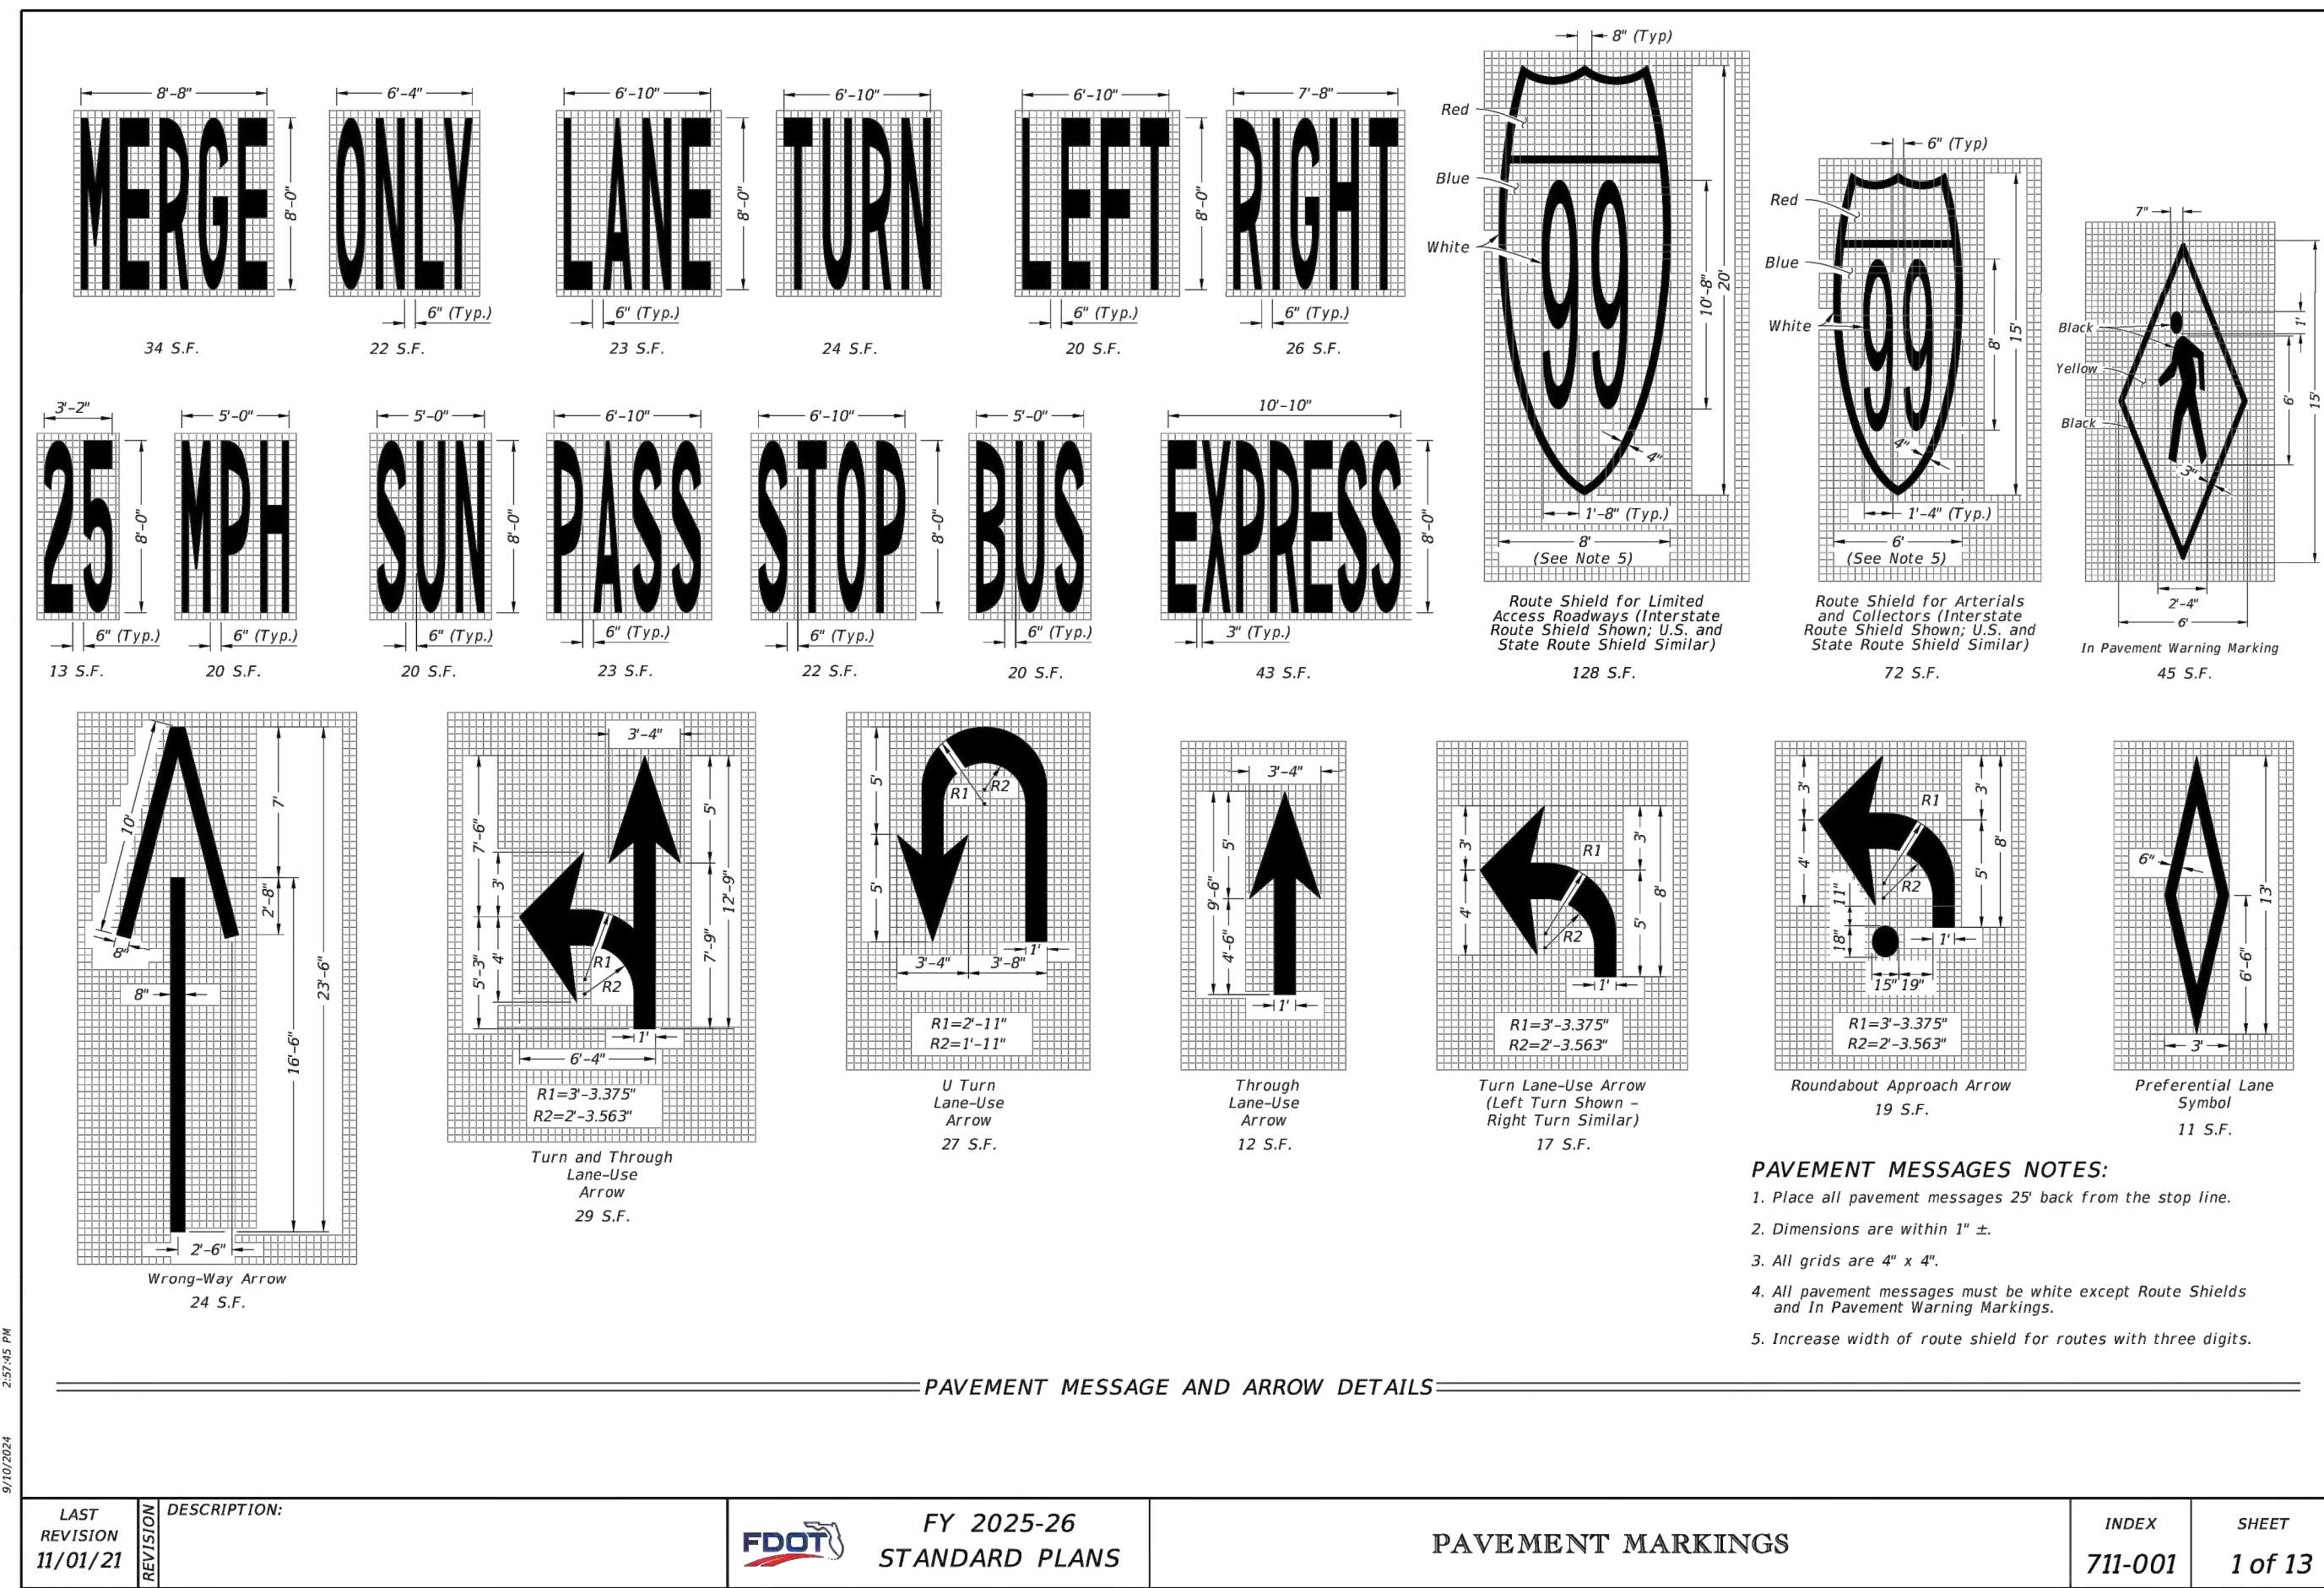 8'-8"
6'-4"
6'-10"
6'-10"
6'-10"
7'-8"
8" (Typ)
MERGE
8'-0"
ONLY
LANE
8'-0"
TURN
LEFT
8'-0"
RIGHT
6" (Typ.)
6" (Typ.)
6" (Typ.)
6" (Typ.)
34 S.F.
22 S.F.
23 S.F.
24 S.F.
20 S.F.
26 S.F.
Red
Blue
White
99
10'-8"
20'
4"
1'-8" (Typ.)
8'
(See Note 5)
Route Shield for Limited
Access Roadways (Interstate
Route Shield Shown; U.S. and
State Route Shield Similar)
128 S.F.
6" (Typ)
Red
Blue
White
99
8'
15'
4"
1'-4" (Typ.)
6'
(See Note 5)
Route Shield for Arterials
and Collectors (Interstate
Route Shield Shown; U.S. and
State Route Shield Similar)
72 S.F.
7"
Black
Yellow
Black
1'
6'
15'
3"
2'-4"
6'
In Pavement Warning Marking
45 S.F.
3'-2"
5'-0"
5'-0"
6'-10"
6'-10"
5'-0"
10'-10"
25
8'-0"
MPH
SUN
8'-0"
PASS
STOP
8'-0"
BUS
EXPRESS
8'-0"
6" (Typ.)
6" (Typ.)
6" (Typ.)
6" (Typ.)
6" (Typ.)
6" (Typ.)
3" (Typ.)
13 S.F.
20 S.F.
20 S.F.
23 S.F.
22 S.F.
20 S.F.
43 S.F.
10'
7'
2'-8"
8"
8"
23'-6"
16'-6"
2'-6"
Wrong-Way Arrow
24 S.F.
3'-4"
7'-6"
5'
3'
12'-9"
5'-3"
4'
7'-9"
R1
R2
1'
6'-4"
R1=3'-3.375"
R2=2'-3.563"
Turn and Through
Lane-Use
Arrow
29 S.F.
5'
R1
R2
5'
1'
3'-4"
3'-8"
R1=2'-11"
R2=1'-11"
U Turn
Lane-Use
Arrow
27 S.F.
3'-4"
5'
9'-6"
4'-6"
1'
Through
Lane-Use
Arrow
12 S.F.
3'
R1
3'
8'
4'
R2
5'
1'
R1=3'-3.375"
R2=2'-3.563"
Turn Lane-Use Arrow
(Left Turn Shown -
Right Turn Similar)
17 S.F.
3'
R1
3'
8'
4'
R2
5'
11"
18"
1'
15"
19"
R1=3'-3.375"
R2=2'-3.563"
Roundabout Approach Arrow
19 S.F.
6"
13'
6'-6"
3'
Preferential Lane
Symbol
11 S.F.
PAVEMENT MESSAGES NOTES:
1. Place all pavement messages 25' back from the stop line.
2. Dimensions are within 1" ±.
3. All grids are 4" x 4".
4. All pavement messages must be white except Route Shields
and In Pavement Warning Markings.
5. Increase width of route shield for routes with three digits.
PAVEMENT MESSAGE AND ARROW DETAILS
9/10/2024 2:57:45 PM
LAST
REVISION
11/01/21
REVISION
DESCRIPTION:
FDOT
FY 2025-26
STANDARD PLANS
PAVEMENT MARKINGS
INDEX
711-001
SHEET
1 of 13